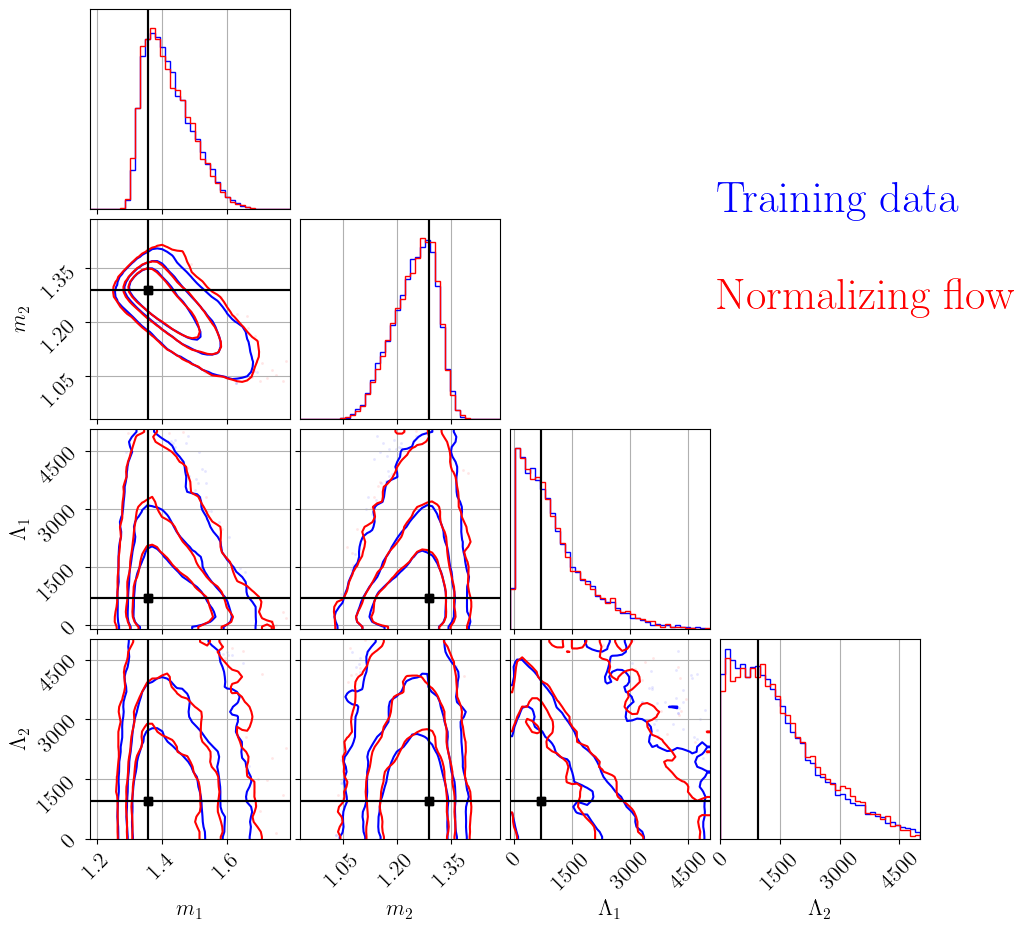 Training data
Normalizing flow
m₂
1.35
1.20
1.05
Λ₁
4500
3000
1500
0
Λ₂
4500
3000
1500
0
1.2 1.4 1.6
1.05 1.20 1.35
0 1500 3000 4500
0 1500 3000 4500
m₁ m₂ Λ₁ Λ₂